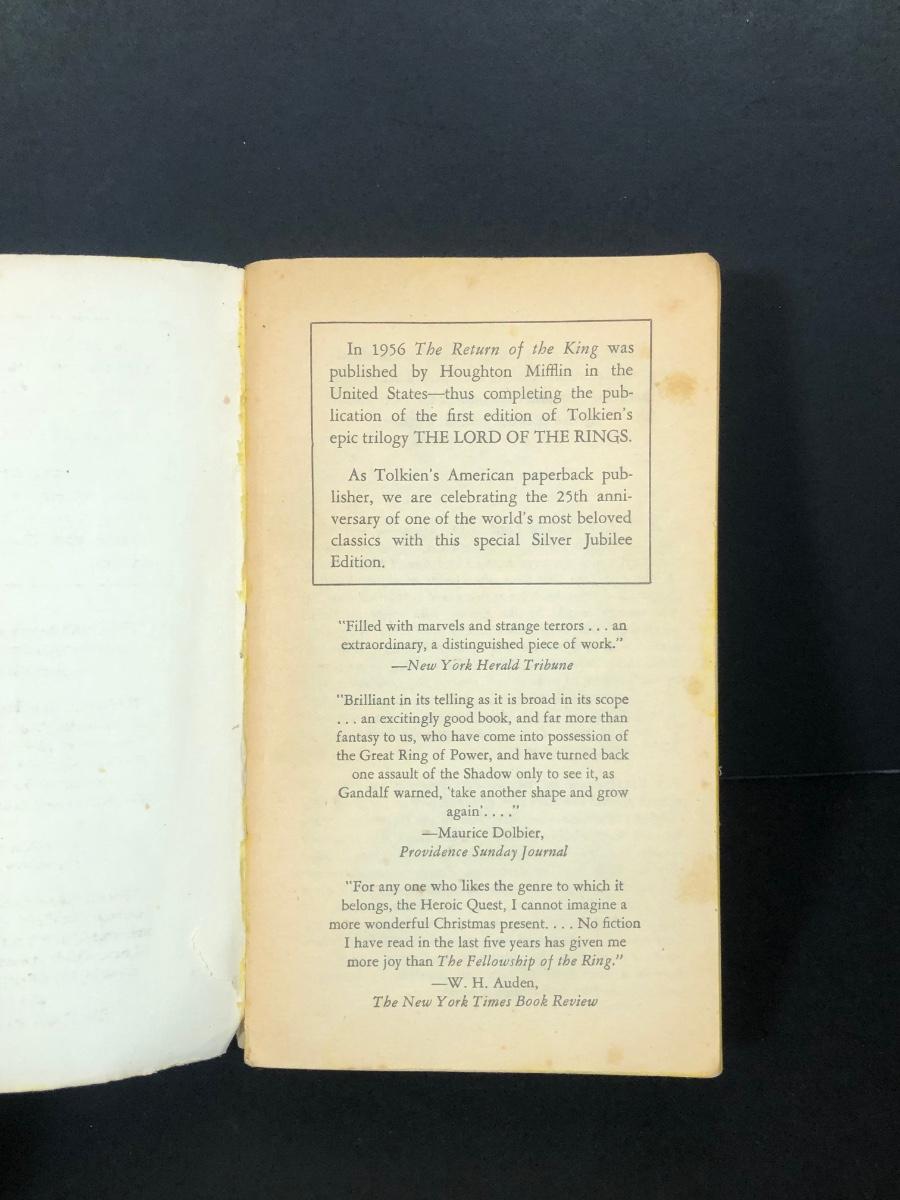 In 1956 The Return of the King was
published by Houghton Mifflin in the
United States—thus completing the pub-
lication of the first edition of Tolkien's
epic trilogy THE LORD OF THE RINGS.
As Tolkien's American paperback pub-
lisher, we are celebrating the 25th anni-
versary of one of the world's most beloved
classics with this special Silver Jubilee
Edition.
"Filled with marvels and strange terrors . . . an
extraordinary, a distinguished piece of work."
—New York Herald Tribune
"Brilliant in its telling as it is broad in its scope
. . . an excitingly good book, and far more than
fantasy to us, who have come into possession of
the Great Ring of Power, and have turned back
one assault of the Shadow only to see it, as
Gandalf warned, 'take another shape and grow
again'. . . ."
—Maurice Dolbier,
Providence Sunday Journal
"For any one who likes the genre to which it
belongs, the Heroic Quest, I cannot imagine a
more wonderful Christmas present. . . . No fiction
I have read in the last five years has given me
more joy than The Fellowship of the Ring."
—W. H. Auden,
The New York Times Book Review